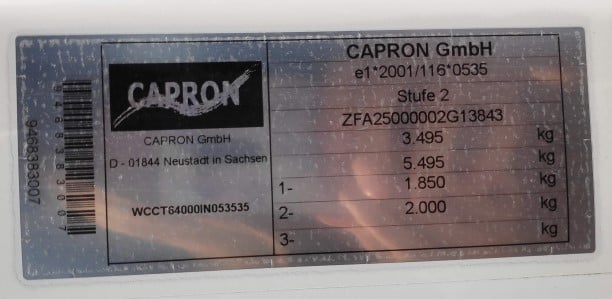 9468383007
9468383007
CAPRON
CAPRON GmbH
D - 01844 Neustadt in Sachsen
WCCT64000IN053535
CAPRON GmbH
e1*2001/116*0535
Stufe 2
ZFA25000002G13843
3.495 kg
5.495 kg
1- 1.850 kg
2- 2.000 kg
3- kg